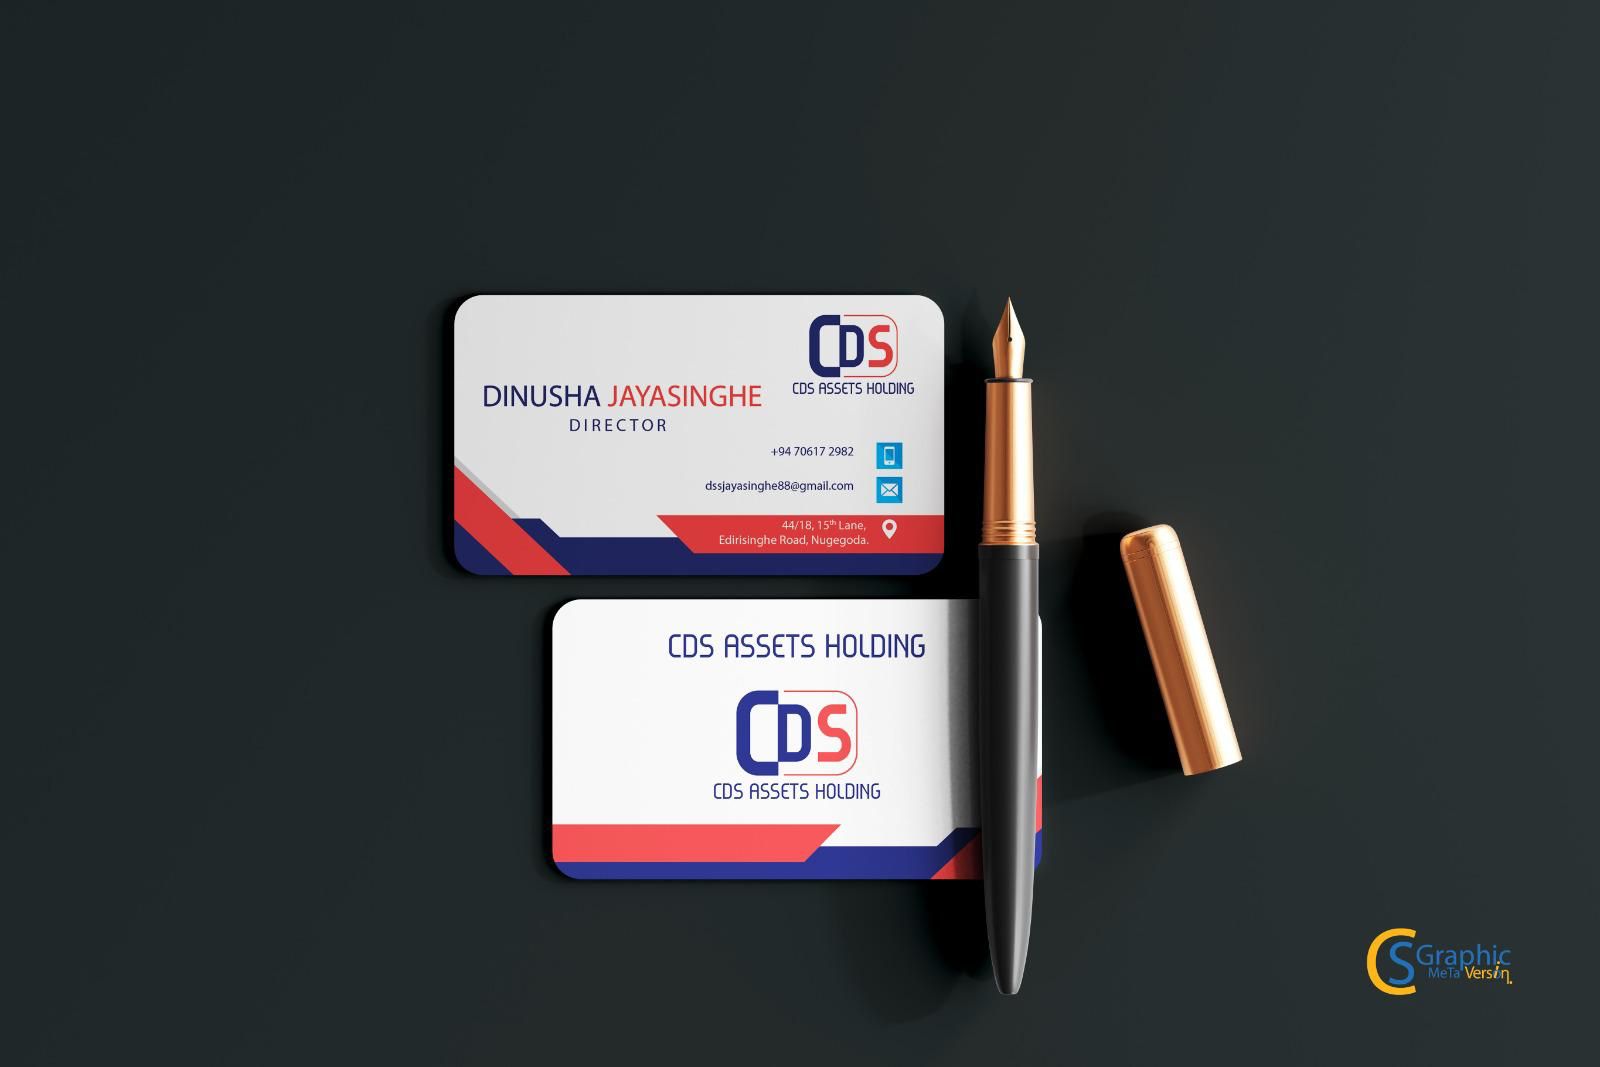 CDS
CDS ASSETS HOLDING
DINUSHA JAYASINGHE
DIRECTOR
+94 70617 2982
dssjayasinghe88@gmail.com
44/18, 15th Lane,
Edirisinghe Road, Nugegoda.
CDS ASSETS HOLDING
CDS
CDS ASSETS HOLDING
CS Graphic
MeTa Versin.